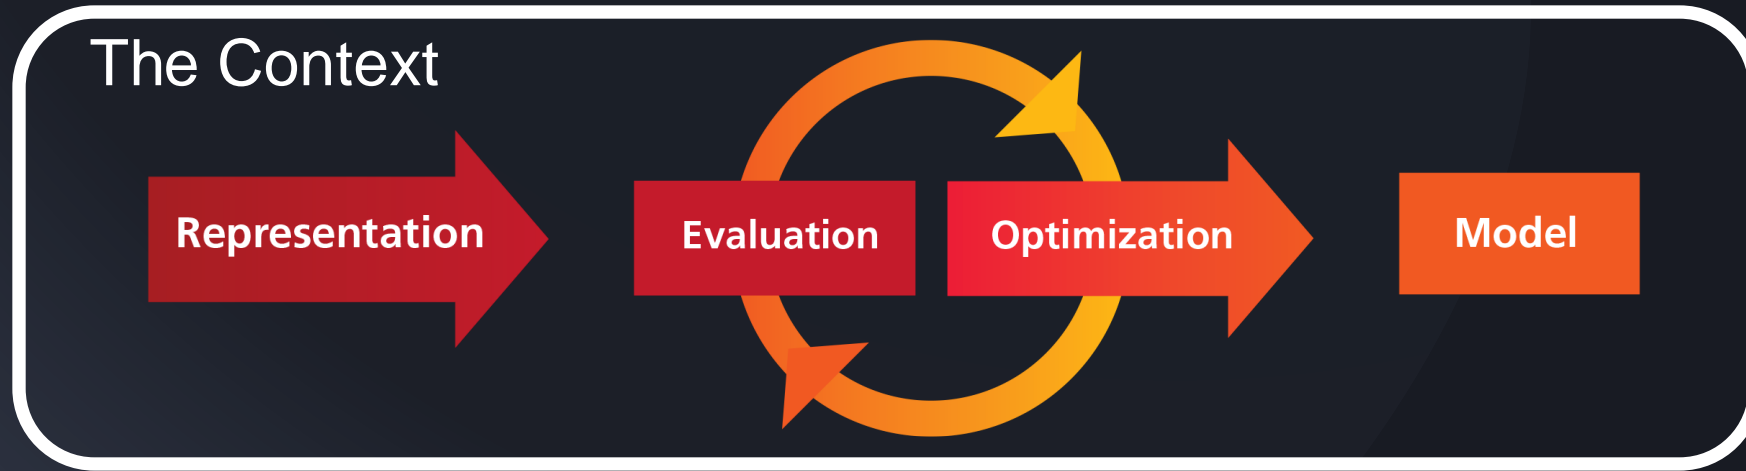 The Context
Representation
Evaluation
Optimization
Model